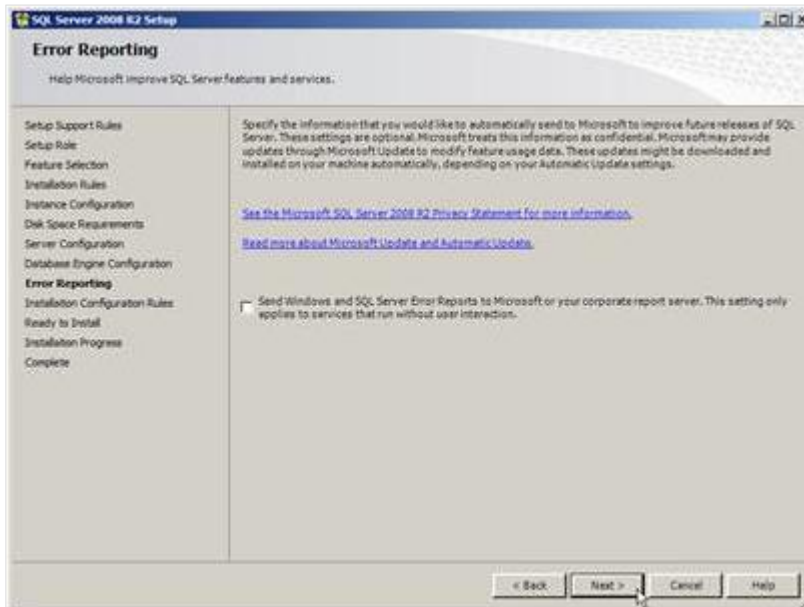 SQL Server 2008 R2 Setup
Error Reporting
Help Microsoft improve SQL Server features and services.
Setup Support Rules
Setup Role
Feature Selection
Installation Rules
Instance Configuration
Disk Space Requirements
Server Configuration
Database Engine Configuration
Error Reporting
Installation Configuration Rules
Ready to Install
Installation Progress
Complete
Specify the information that you would like to automatically send to Microsoft to improve future releases of SQL
Server. These settings are optional. Microsoft treats this information as confidential. Microsoft may provide
updates through Microsoft Update to modify feature usage data. These updates might be downloaded and
installed on your machine automatically, depending on your Automatic Update settings.
See the Microsoft SQL Server 2008 R2 Privacy Statement for more information.
Read more about Microsoft Update and Automatic Update.
Send Windows and SQL Server Error Reports to Microsoft or your corporate report server. This setting only
applies to services that run without user interaction.
< Back
Next >
Cancel
Help